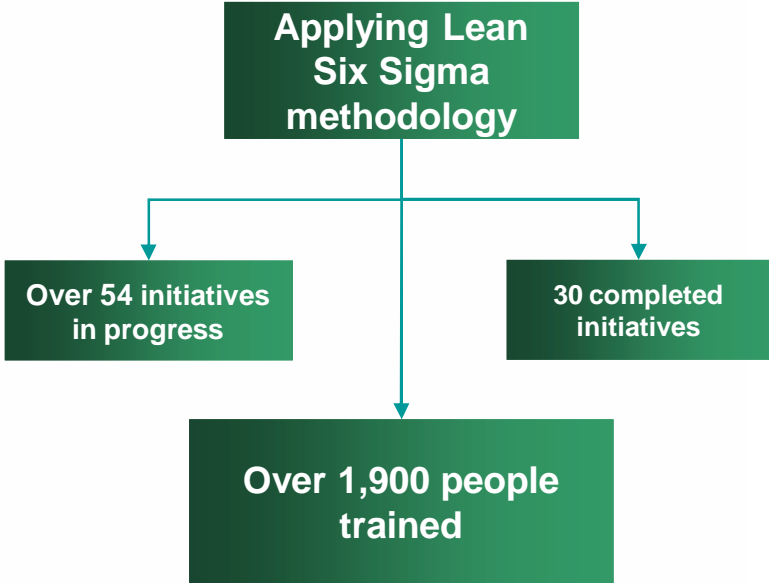 Applying Lean
Six Sigma
methodology
Over 54 initiatives
in progress
30 completed
initiatives
Over 1,900 people
trained